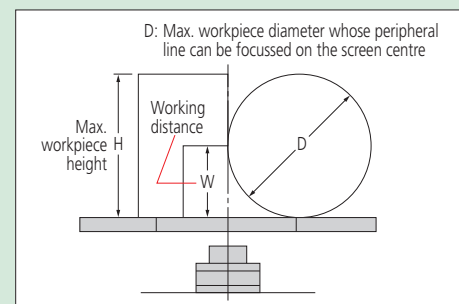 D: Max. workpiece diameter whose peripheral
line can be focussed on the screen centre
Max.
workpiece H
height
Working
distance
W
D